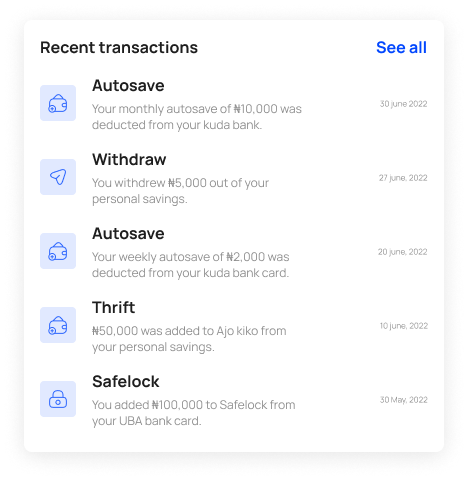 Recent transactions
See all
Autosave
Your monthly autosave of ₦10,000 was
deducted from your kuda bank.
30 june 2022
Withdraw
You withdrew ₦5,000 out of your
personal savings.
27 june, 2022
Autosave
Your weekly autosave of ₦2,000 was
deducted from your kuda bank card.
20 june, 2022
Thrift
₦50,000 was added to Ajo kiko from
your personal savings.
10 june, 2022
Safelock
You added ₦100,000 to Safelock from
your UBA bank card.
30 May, 2022